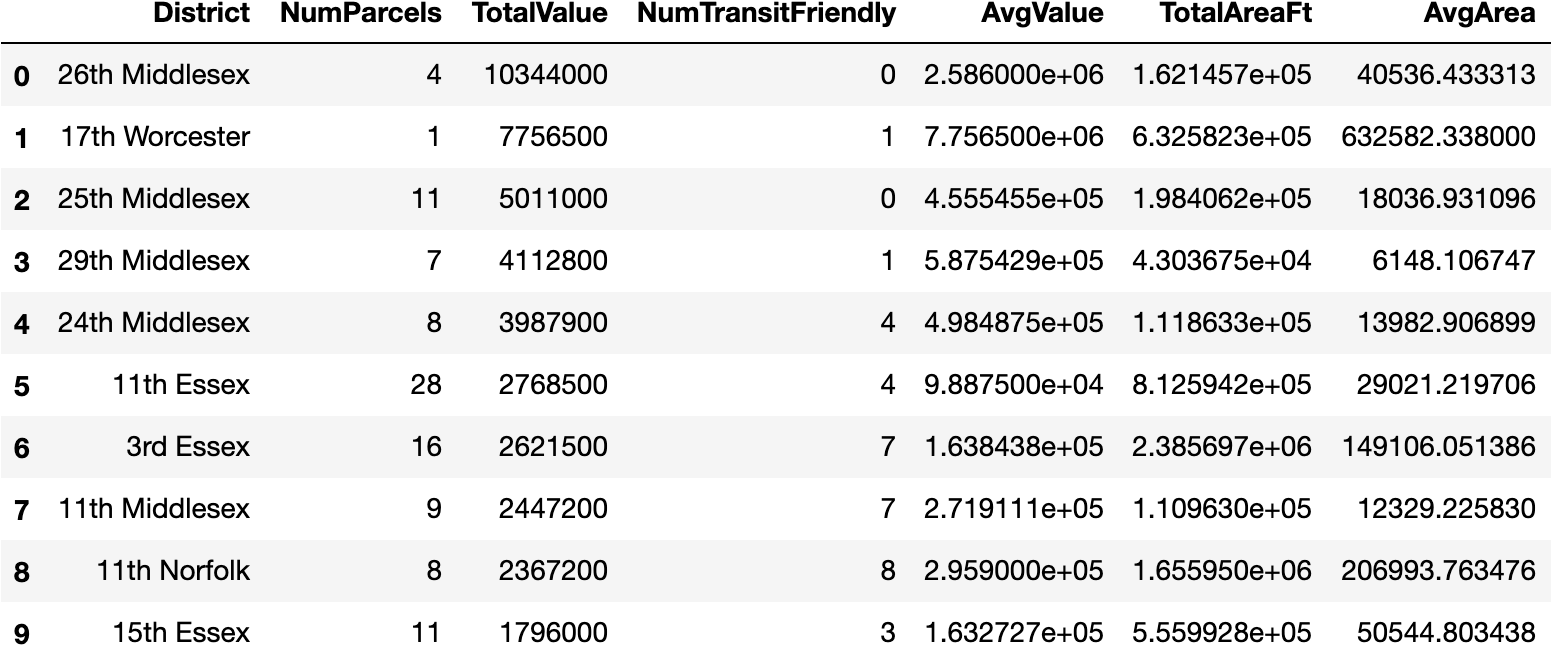 District NumParcels TotalValue NumTransitFriendly AvgValue TotalAreaFt AvgArea
0 26th Middlesex 4 10344000 0 2.586000e+06 1.621457e+05 40536.433313
1 17th Worcester 1 7756500 1 7.756500e+06 6.325823e+05 632582.338000
2 25th Middlesex 11 5011000 0 4.555455e+05 1.984062e+05 18036.931096
3 29th Middlesex 7 4112800 1 5.875429e+05 4.303675e+04 6148.106747
4 24th Middlesex 8 3987900 4 4.984875e+05 1.118633e+05 13982.906899
5 11th Essex 28 2768500 4 9.887500e+04 8.125942e+05 29021.219706
6 3rd Essex 16 2621500 7 1.638438e+05 2.385697e+06 149106.051386
7 11th Middlesex 9 2447200 7 2.719111e+05 1.109630e+05 12329.225830
8 11th Norfolk 8 2367200 8 2.959000e+05 1.655950e+06 206993.763476
9 15th Essex 11 1796000 3 1.632727e+05 5.559928e+05 50544.803438